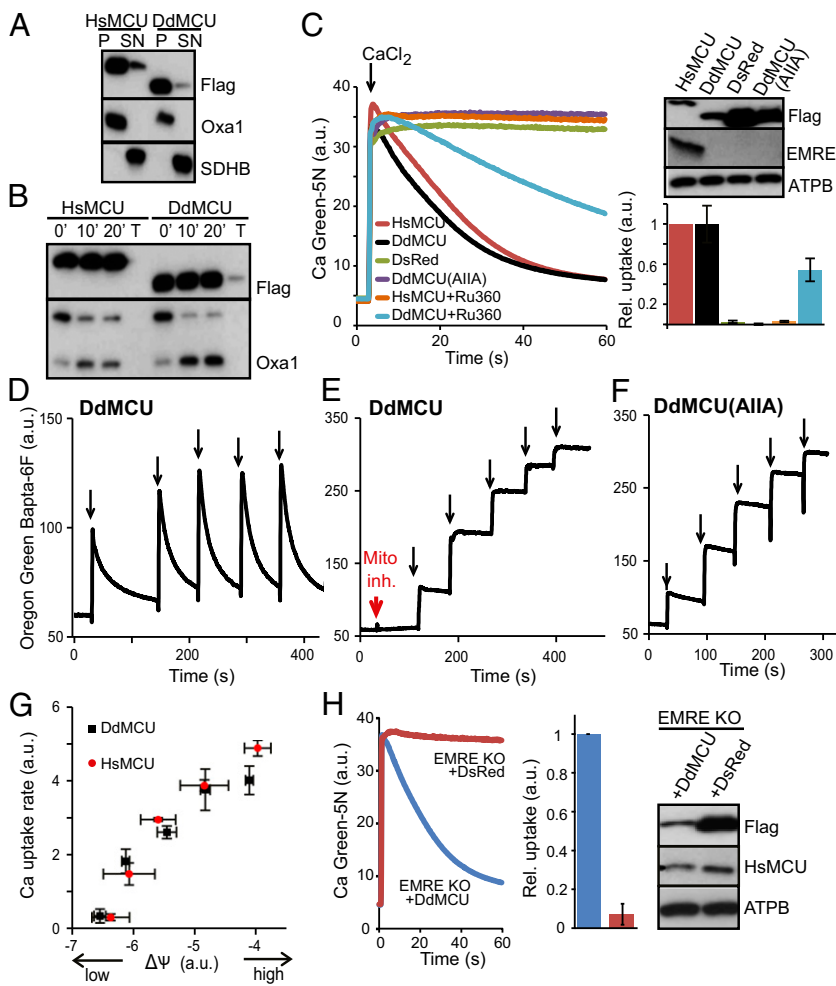 A
HsMCU DdMCU
P SN P SN
Flag
Oxa1
SDHB
B
HsMCU DdMCU
0' 10' 20' T 0' 10' 20' T
Flag
Oxa1
C
CaCl2
Ca Green-5N (a.u.)
40
30
20
10
0
HsMCU
DdMCU
DsRed
DdMCU(AIIA)
HsMCU+Ru360
DdMCU+Ru360
0 20 40 60
Time (s)
HsMCU
DdMCU
DsRed
DdMCU
(AIIA)
Flag
EMRE
ATPB
Rel. uptake (a.u.)
1
0.6
0.2
D
DdMCU
Oregon Green Bapta-6F (a.u.)
150
100
50
0 200 400
Time (s)
E
DdMCU
350
250
150
50
Mito
inh.
0 200 400
Time (s)
F
DdMCU(AIIA)
350
250
150
50
0 100 200 300
Time (s)
G
DdMCU
HsMCU
Ca uptake rate (a.u.)
6
4
2
0
-7 -6 -5 -4
low ΔΨ (a.u.) high
H
Ca Green-5N (a.u.)
40
30
20
10
0
EMRE KO
+DsRed
EMRE KO
+DdMCU
0 20 40 60
Time (s)
Rel. uptake (a.u.)
1
0.8
0.6
0.4
0.2
0
EMRE KO
+DdMCU
+DsRed
Flag
HsMCU
ATPB